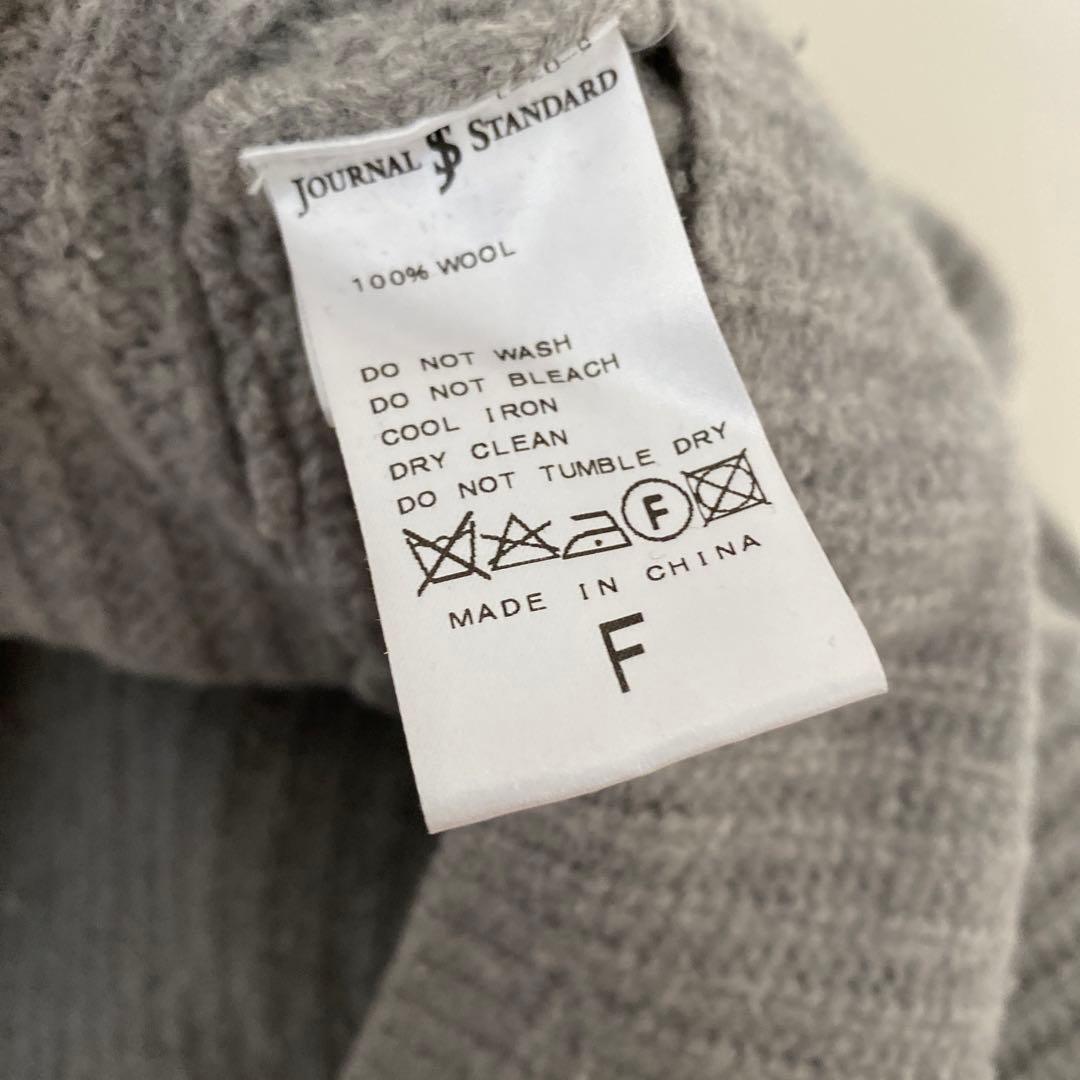 JOURNAL JS STANDARD
100% WOOL
DO NOT WASH
DO NOT BLEACH
COOL IRON
DRY CLEAN
DO NOT TUMBLE DRY
F
MADE IN CHINA
F